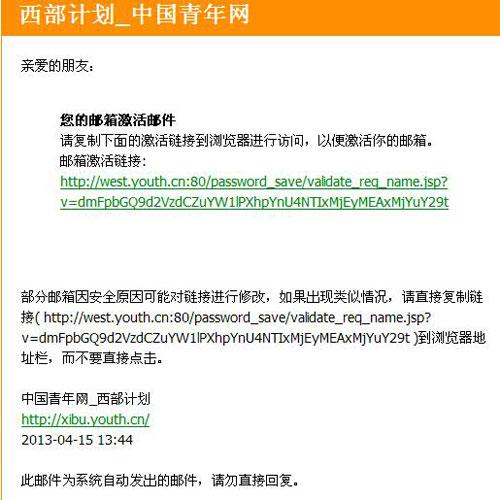 西部计划_中国青年网
亲爱的朋友：
您的邮箱激活邮件
请复制下面的激活链接到浏览器进行访问，以便激活你的邮箱。
邮箱激活链接：
http://west.youth.cn:80/password_save/validate_req_name.jsp?
v=dmFpbGQ9d2VzdCZuYW1lPXhpYnU4NTIxMjEyMEAxMjYuY29t
部分邮箱因安全原因可能对链接进行修改，如果出现类似情况，请直接复制链
接( http://west.youth.cn:80/password_save/validate_req_name.jsp?
v=dmFpbGQ9d2VzdCZuYW1lPXhpYnU4NTIxMjEyMEAxMjYuY29t )到浏览器地
址栏，而不要直接点击。
中国青年网_西部计划
http://xibu.youth.cn/
2013-04-15 13:44
此邮件为系统自动发出的邮件，请勿直接回复。